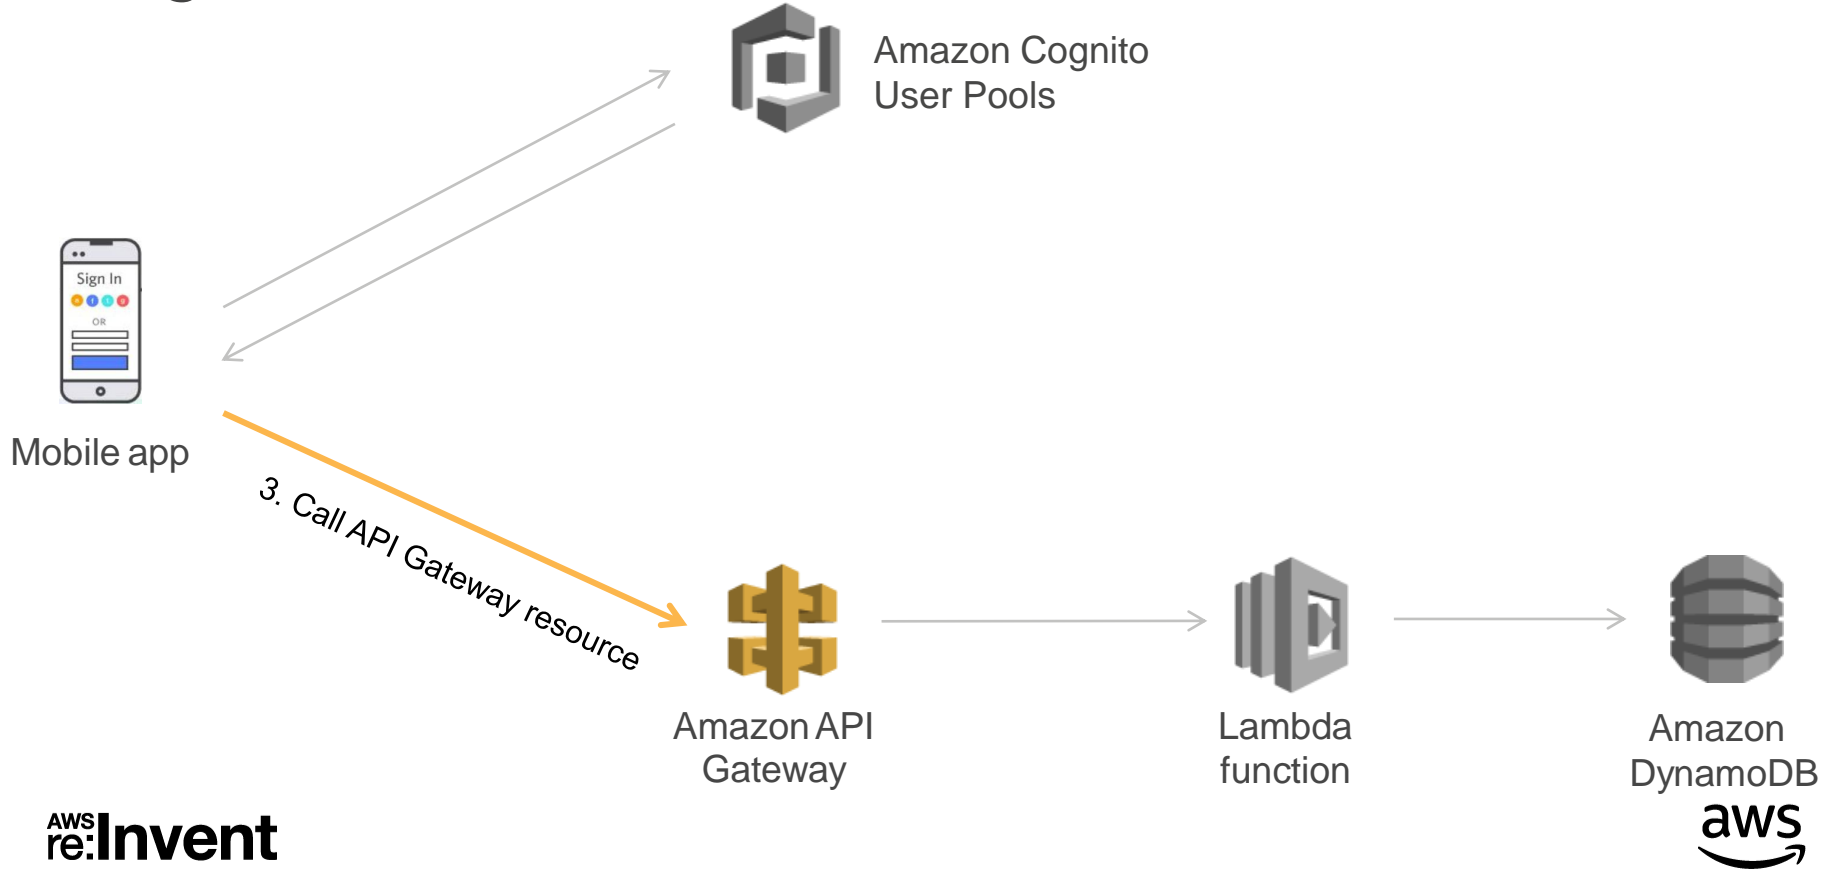 Amazon Cognito
User Pools
Sign In
OR
Mobile app
3. Call API Gateway resource
Amazon API
Gateway
Lambda
function
Amazon
DynamoDB
AWS
re:Invent
aws